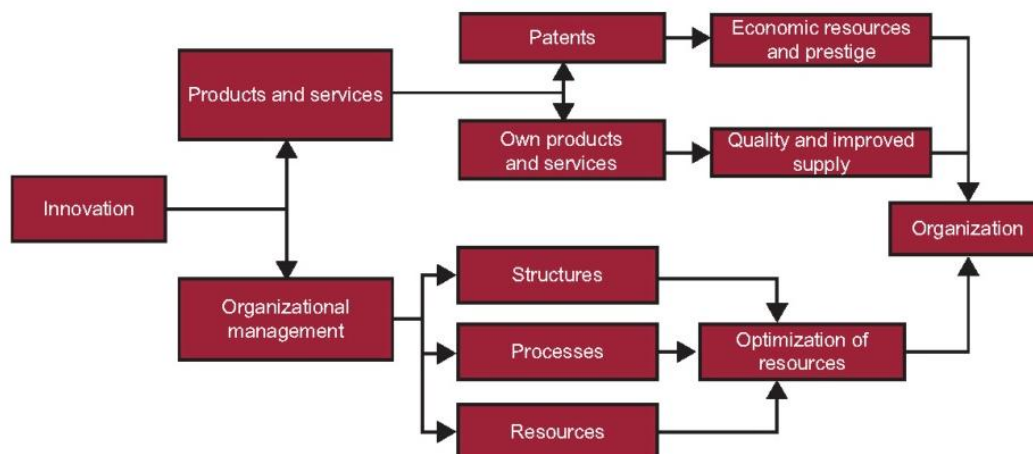 Patents
Economic resources
and prestige
Products and services
Own products
and services
Quality and improved
supply
Innovation
Organization
Organizational
management
Structures
Processes
Optimization of
resources
Resources